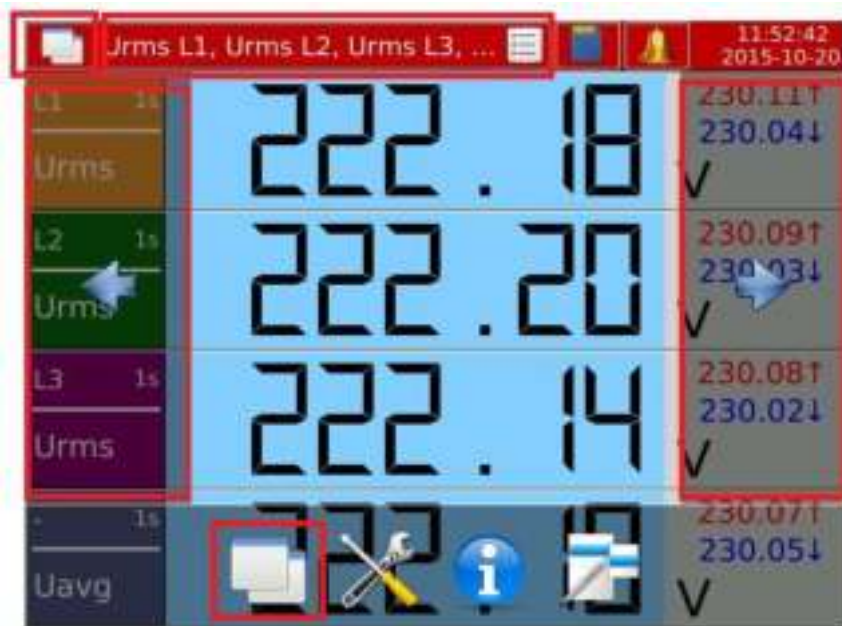 Urms L1, Urms L2, Urms L3, ...
11:52:42
2015-10-20
L1 1s
Urms
222.18
V
230.11↑
230.04↓
L2 1s
Urms
222.20
V
230.09↑
230.03↓
L3 1s
Urms
222.14
V
230.08↑
230.02↓
- 1s
Uavg
V
230.07↑
230.05↓